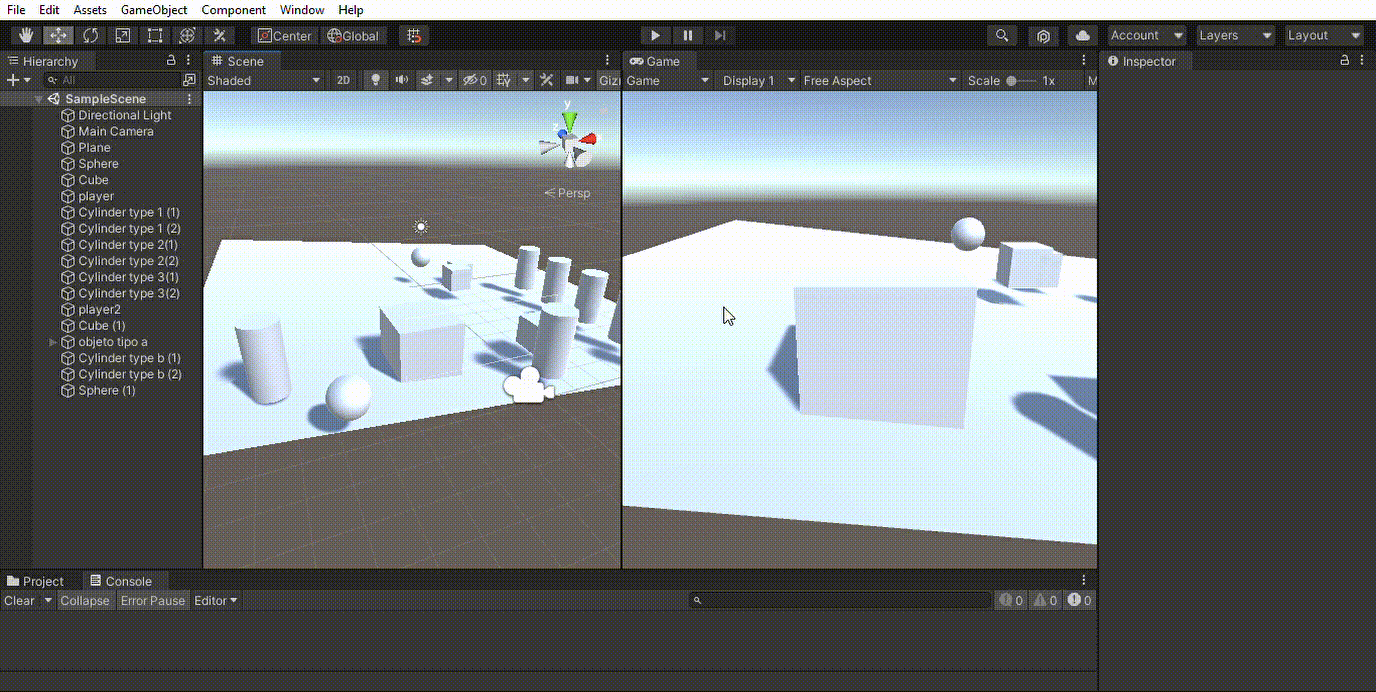 File Edit Assets GameObject Component Window Help
Center Global Account Layers Layout
Hierarchy
All
SampleScene
Directional Light
Main Camera
Plane
Sphere
Cube
player
Cylinder type 1 (1)
Cylinder type 1 (2)
Cylinder type 2(1)
Cylinder type 2(2)
Cylinder type 3(1)
Cylinder type 3(2)
player2
Cube (1)
objeto tipo a
Cylinder type b (1)
Cylinder type b (2)
Sphere (1)
Scene
Shaded 2D 0 Giz
y
z
Persp
Game
Game Display 1 Free Aspect Scale 1x M
Inspector
Project Console
Clear Collapse Error Pause Editor 0 0 0